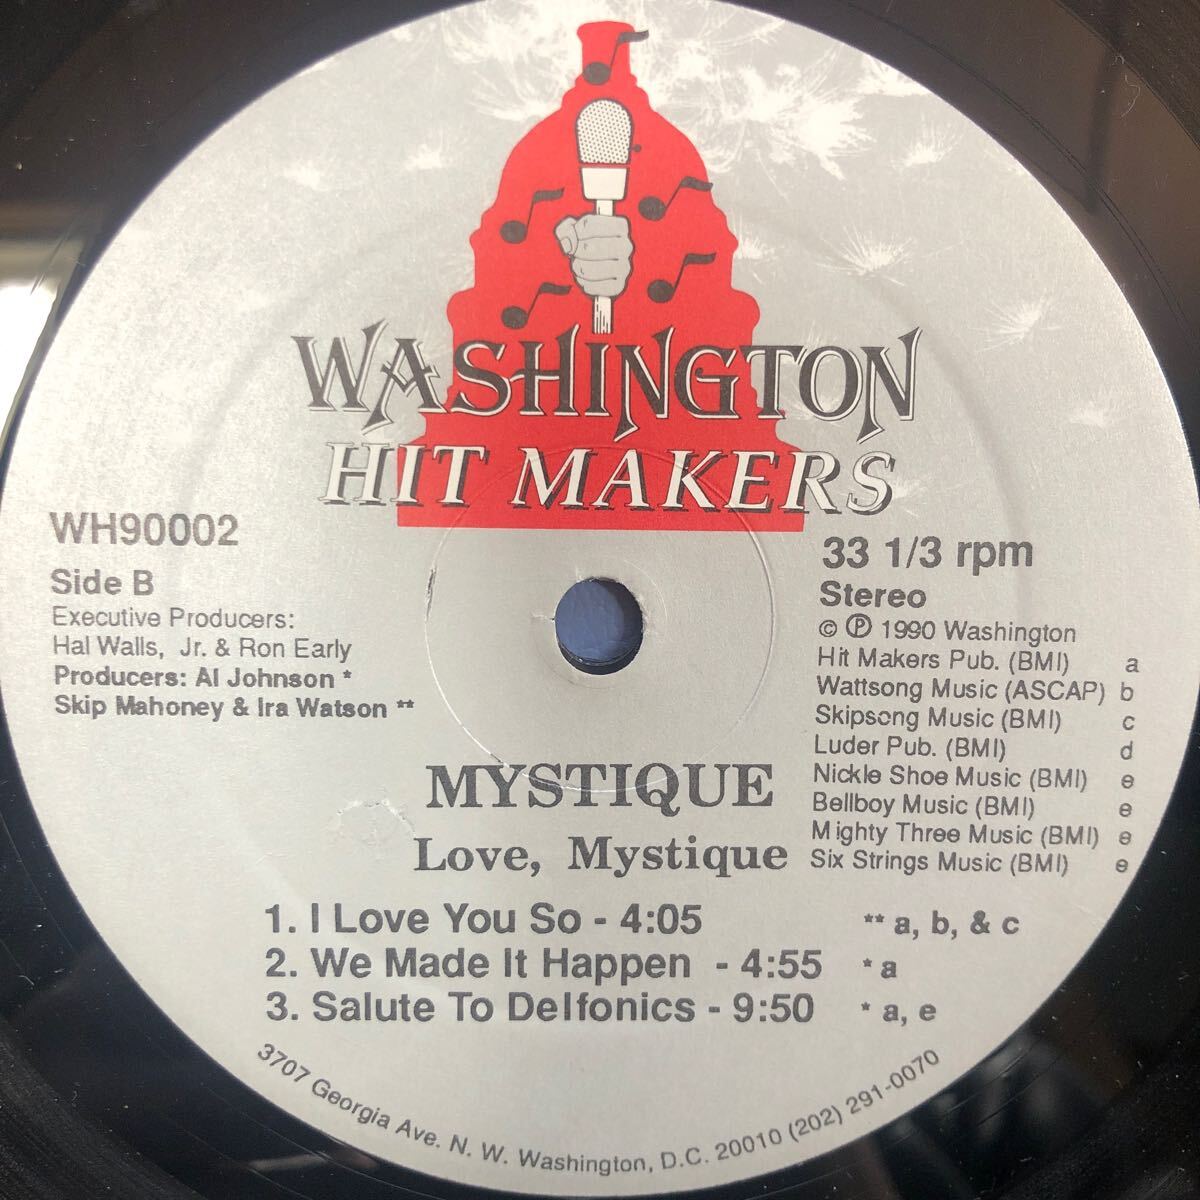 WASHINGTON
HIT MAKERS
WH90002
Side B
Executive Producers:
Hal Walls, Jr. & Ron Early
Producers: Al Johnson *
Skip Mahoney & Ira Watson **
33 1/3 rpm
Stereo
© ℗ 1990 Washington
Hit Makers Pub. (BMI) a
Wattsong Music (ASCAP) b
Skipsong Music (BMI) c
Luder Pub. (BMI) d
Nickle Shoe Music (BMI) e
Bellboy Music (BMI) e
Mighty Three Music (BMI) e
Six Strings Music (BMI) e
MYSTIQUE
Love, Mystique
1. I Love You So - 4:05 ** a, b, & c
2. We Made It Happen - 4:55 * a
3. Salute To Delfonics - 9:50 * a, e
3707 Georgia Ave. N. W. Washington, D.C. 20010 (202) 291-0070